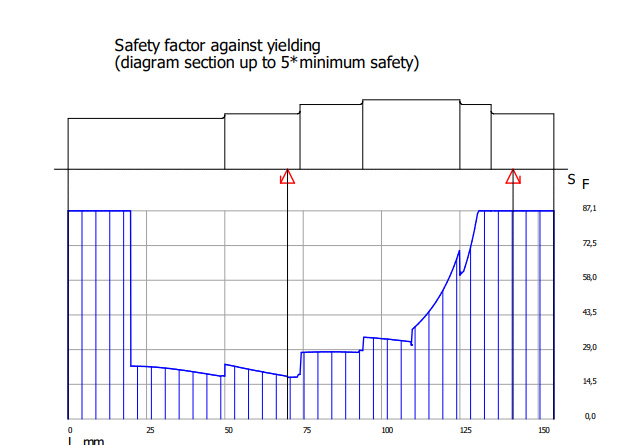 Safety factor against yielding
(diagram section up to 5*minimum safety)
S F
87,1
72,5
58,0
43,5
29,0
14,5
0,0
0 25 50 75 100 125 150
L mm